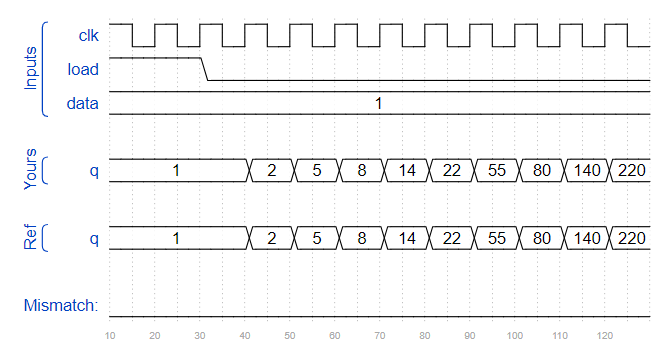 Inputs
clk
load
data 1
Yours
q 1 2 5 8 14 22 55 80 140 220
Ref
q 1 2 5 8 14 22 55 80 140 220
Mismatch:
10 20 30 40 50 60 70 80 90 100 110 120